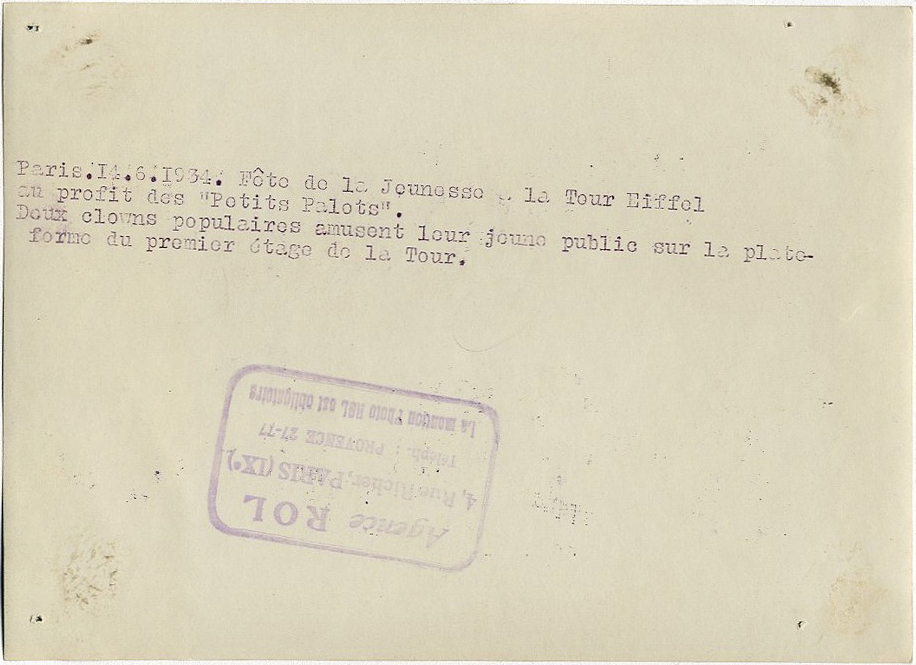 Paris.14.6.1934. Fête de la Jeunesse à la Tour Eiffel
au profit des "Petits Palots".
Deux clowns populaires amusent leur jeune public sur la plate-
forme du premier étage de la Tour.
Agence ROL
4, Rue Richer, PARIS (IXe).
Téléph. : PROVENCE 27-77
La mention Photo ROL est obligatoire